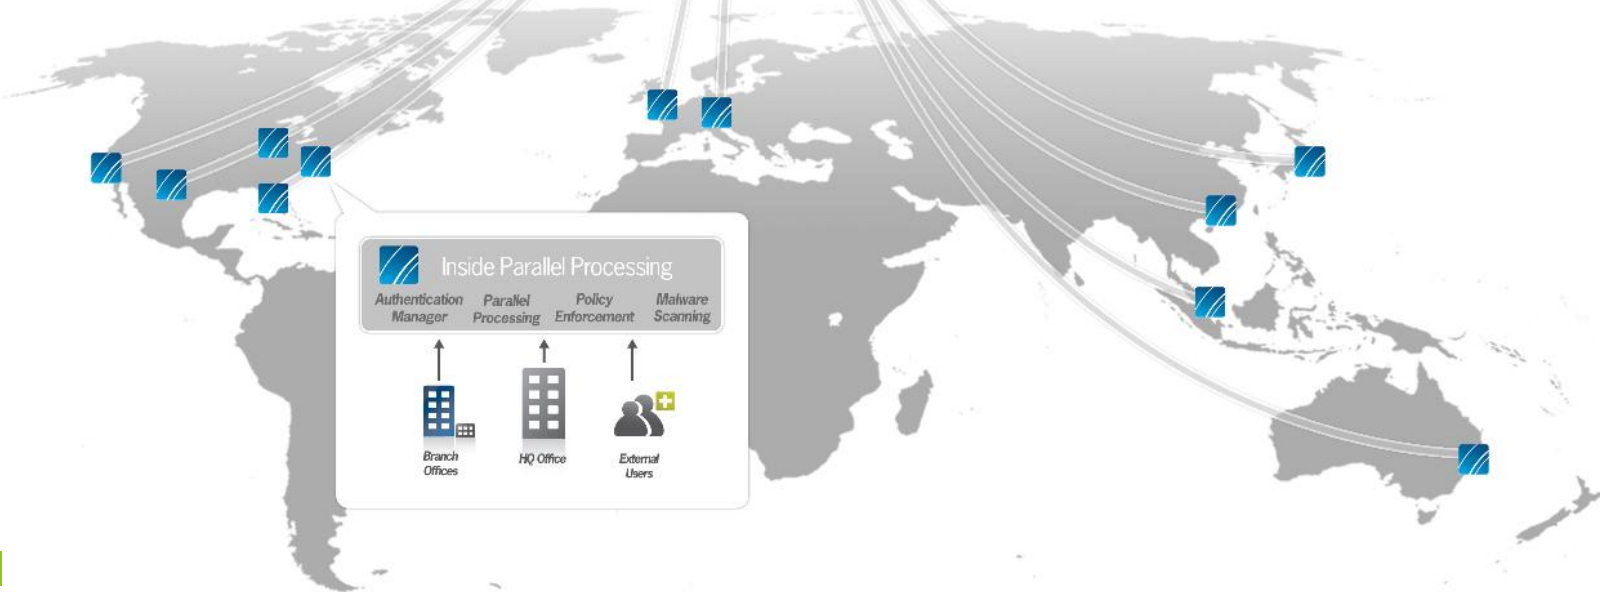 Inside Parallel Processing
Authentication Manager
Parallel Processing
Policy Enforcement
Malware Scanning
Branch Offices
HQ Office
External Users